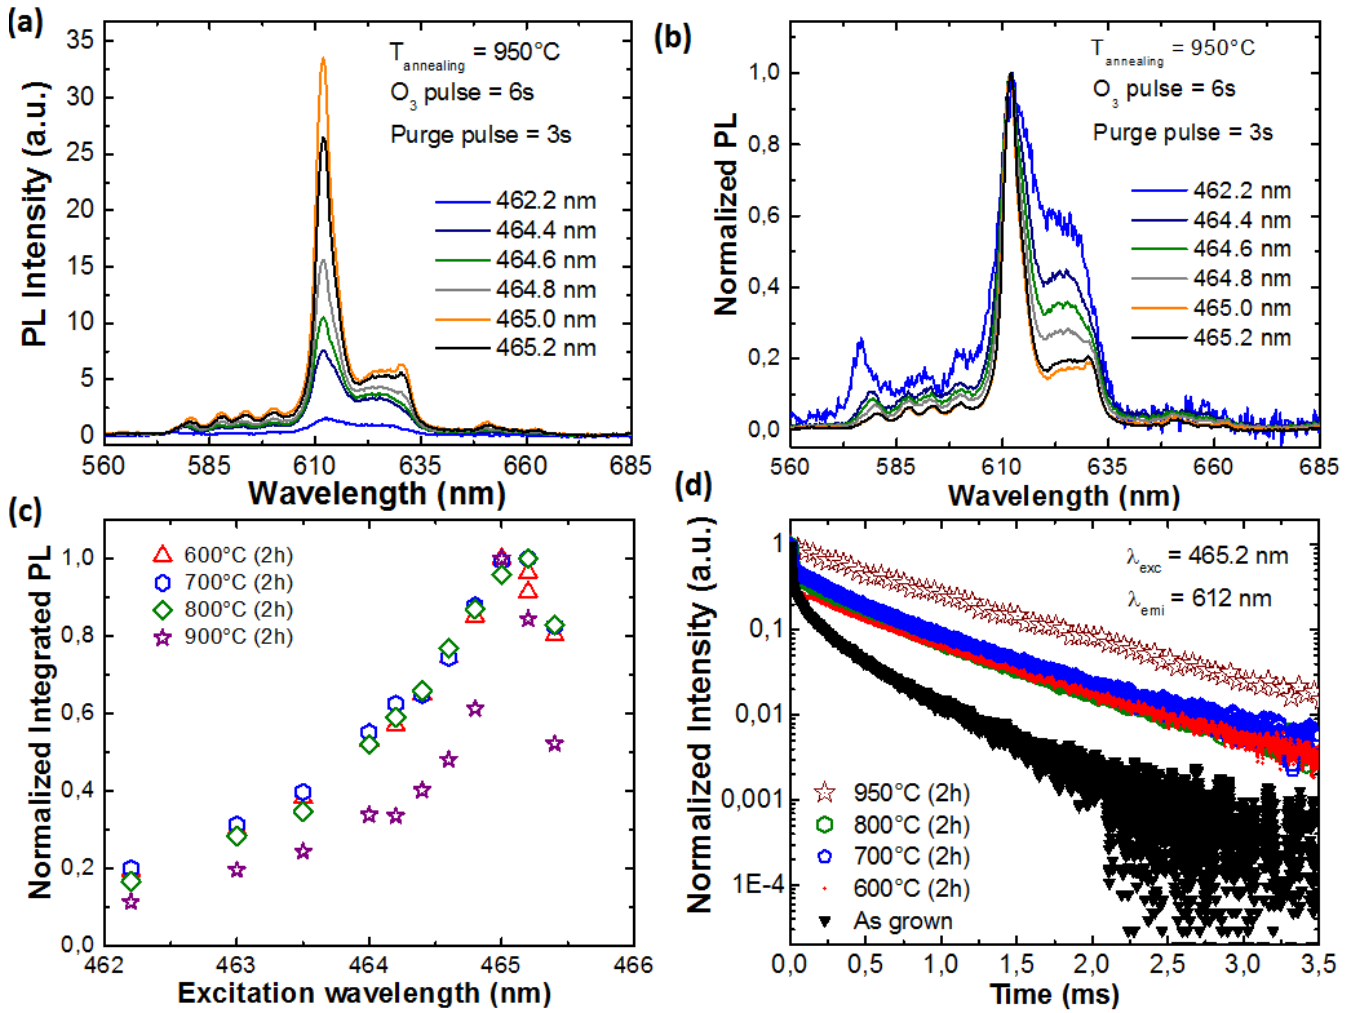 (a)
PL Intensity (a.u.)
35
30
25
20
15
10
5
0
T annealing = 950°C
O3 pulse = 6s
Purge pulse = 3s
462.2 nm
464.4 nm
464.6 nm
464.8 nm
465.0 nm
465.2 nm
560 585 610 635 660 685
Wavelength (nm)
(b)
Normalized PL
1,0
0,8
0,6
0,4
0,2
0,0
T annealing = 950°C
O3 pulse = 6s
Purge pulse = 3s
462.2 nm
464.4 nm
464.6 nm
464.8 nm
465.0 nm
465.2 nm
560 585 610 635 660 685
Wavelength (nm)
(c)
Normalized Integrated PL
1,0
0,8
0,6
0,4
0,2
0,0
600°C (2h)
700°C (2h)
800°C (2h)
900°C (2h)
462 463 464 465 466
Excitation wavelength (nm)
(d)
Normalized Intensity (a.u.)
1
0,1
0,01
0,001
1E-4
λexc = 465.2 nm
λemi = 612 nm
950°C (2h)
800°C (2h)
700°C (2h)
600°C (2h)
As grown
0,0 0,5 1,0 1,5 2,0 2,5 3,0 3,5
Time (ms)